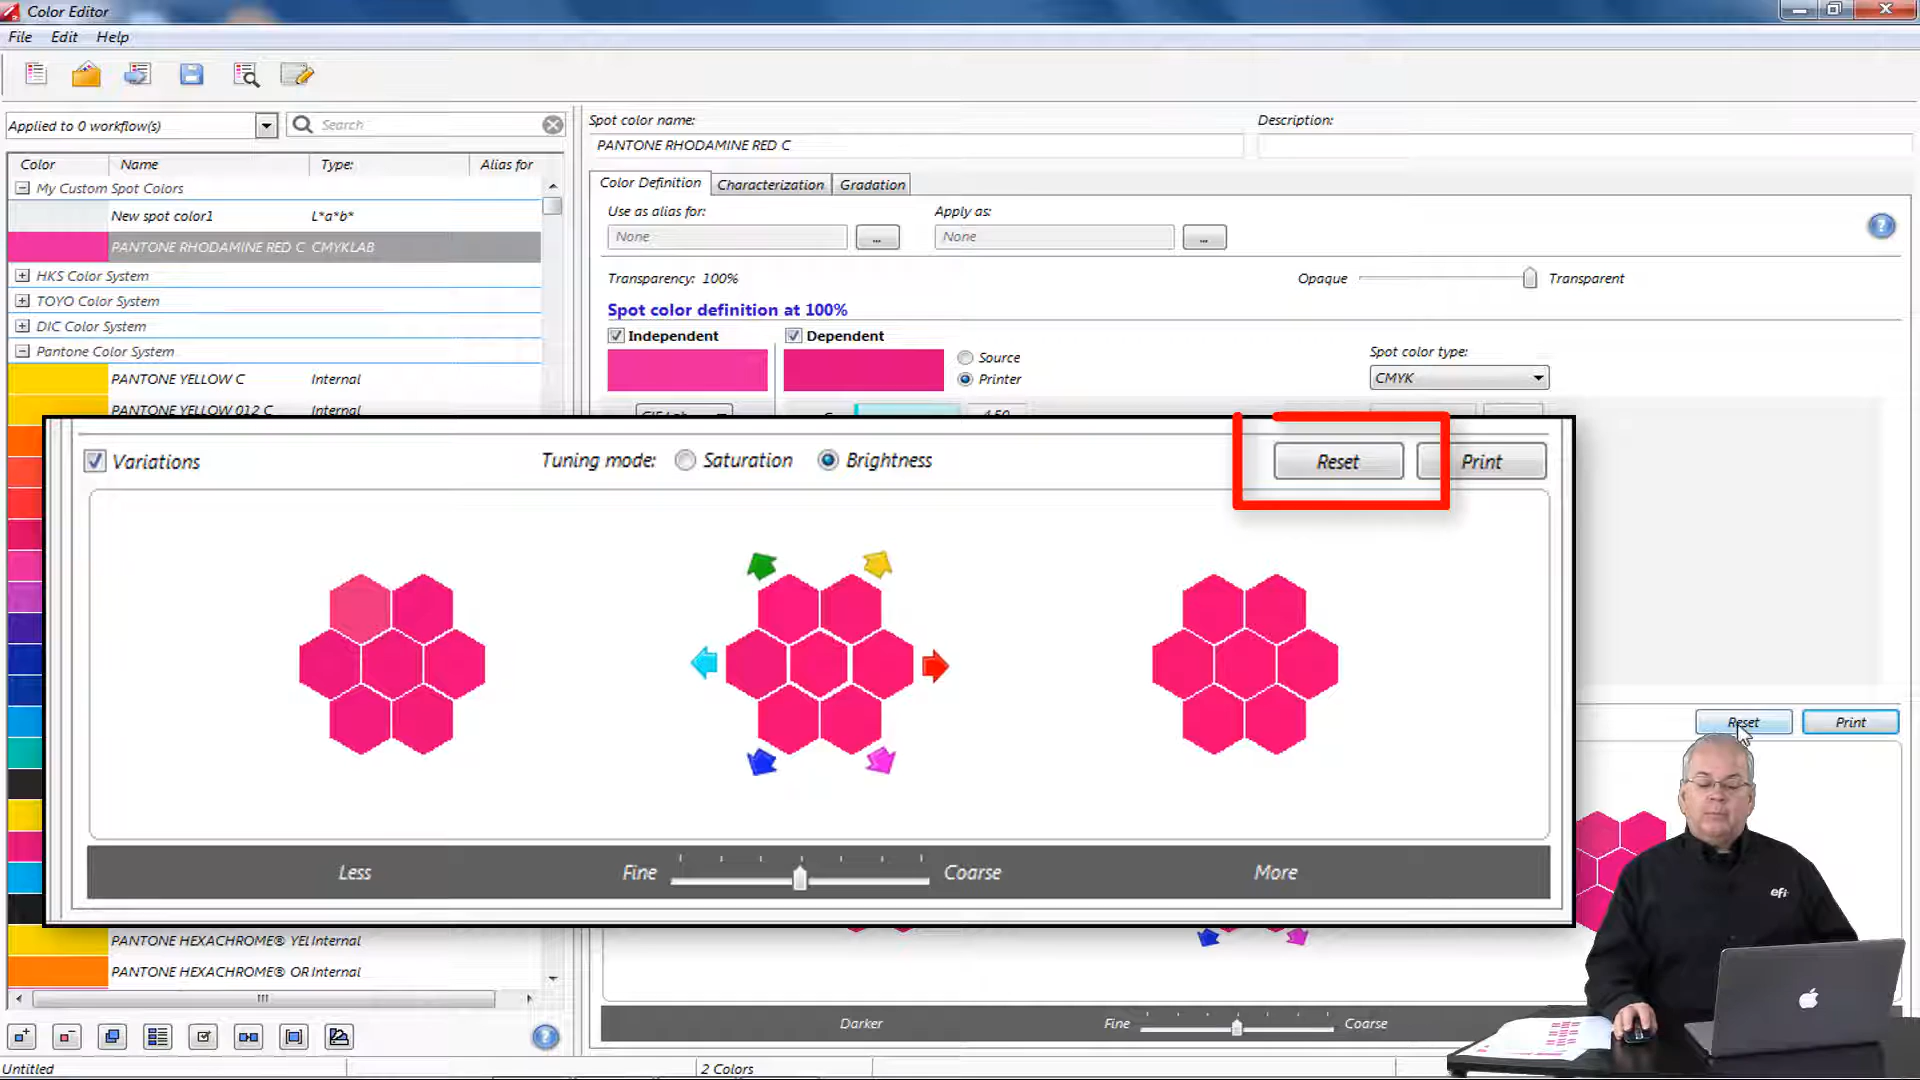 Color Editor
File Edit Help
Applied to 0 workflow(s)
Search
Spot color name:
Description:
PANTONE RHODAMINE RED C
Color Name Type: Alias for
My Custom Spot Colors
New spot color1 L*a*b*
PANTONE RHODAMINE RED C CMYKLAB
HKS Color System
TOYO Color System
DIC Color System
Pantone Color System
PANTONE YELLOW C Internal
PANTONE YELLOW 012 C Internal
Color Definition Characterization Gradation
Use as alias for: Apply as:
None ... None ...
Transparency: 100% Opaque Transparent
Spot color definition at 100%
Independent Dependent
Source
Printer
Spot color type:
CMYK
Variations Tuning mode: Saturation Brightness Reset Print
Less Fine Coarse More
Reset Print
efi
PANTONE HEXACHROME® YEL Internal
PANTONE HEXACHROME® OR Internal
Darker Fine Coarse
Untitled 2 Colors